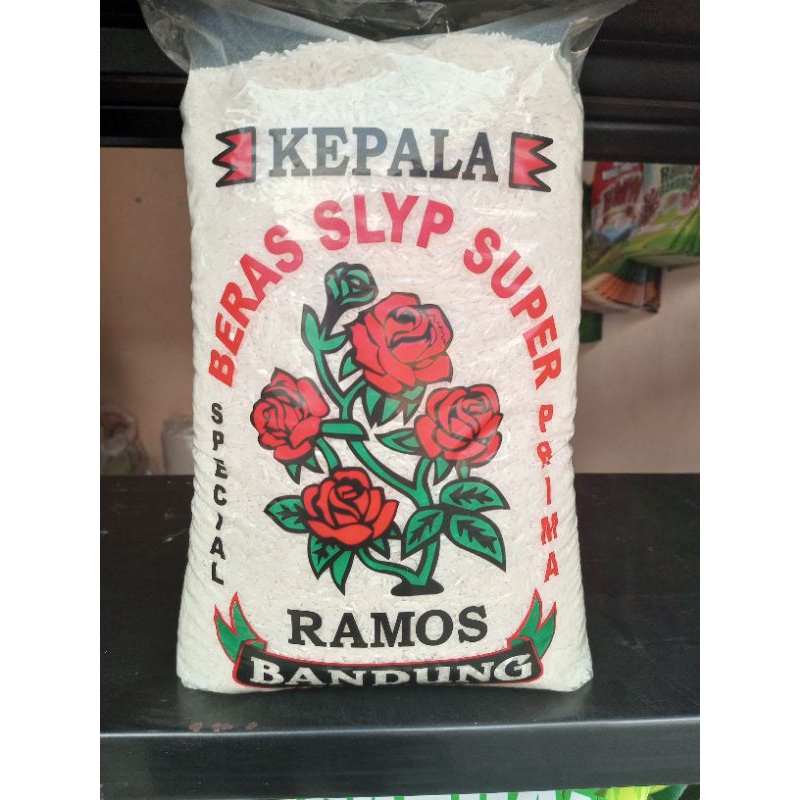 KEPALA
BERAS SLYP SUPER
SPECIAL
PRIMA
RAMOS
BANDUNG